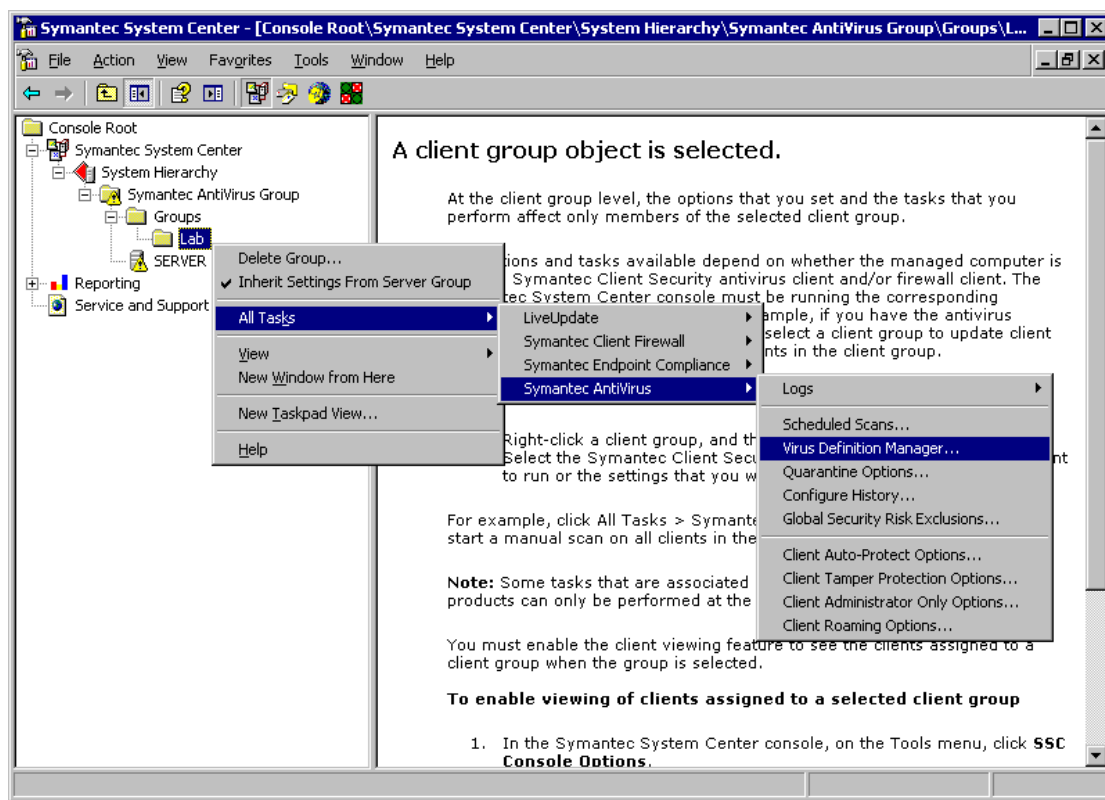 Symantec System Center - [Console Root\Symantec System Center\System Hierarchy\Symantec AntiVirus Group\Groups\L...
File Action View Favorites Tools Window Help
Console Root
Symantec System Center
System Hierarchy
Symantec AntiVirus Group
Groups
Lab
SERVER
Reporting
Service and Support
Delete Group...
Inherit Settings From Server Group
All Tasks
View
New Window from Here
New Taskpad View...
Help
LiveUpdate
Symantec Client Firewall
Symantec Endpoint Compliance
Symantec AntiVirus
Logs
Scheduled Scans...
Virus Definition Manager...
Quarantine Options...
Configure History...
Global Security Risk Exclusions...
Client Auto-Protect Options...
Client Tamper Protection Options...
Client Administrator Only Options...
Client Roaming Options...
A client group object is selected.
At the client group level, the options that you set and the tasks that you
perform affect only members of the selected client group.
ions and tasks available depend on whether the managed computer is
Symantec Client Security antivirus client and/or firewall client. The
tec System Center console must be running the corresponding
ample, if you have the antivirus
select a client group to update client
nts in the client group.
Right-click a client group, and th
Select the Symantec Client Secu nt
to run or the settings that you w
For example, click All Tasks > Symante
start a manual scan on all clients in the
Note: Some tasks that are associated
products can only be performed at the
You must enable the client viewing feature to see the clients assigned to a
client group when the group is selected.
To enable viewing of clients assigned to a selected client group
1. In the Symantec System Center console, on the Tools menu, click SSC
Console Options.